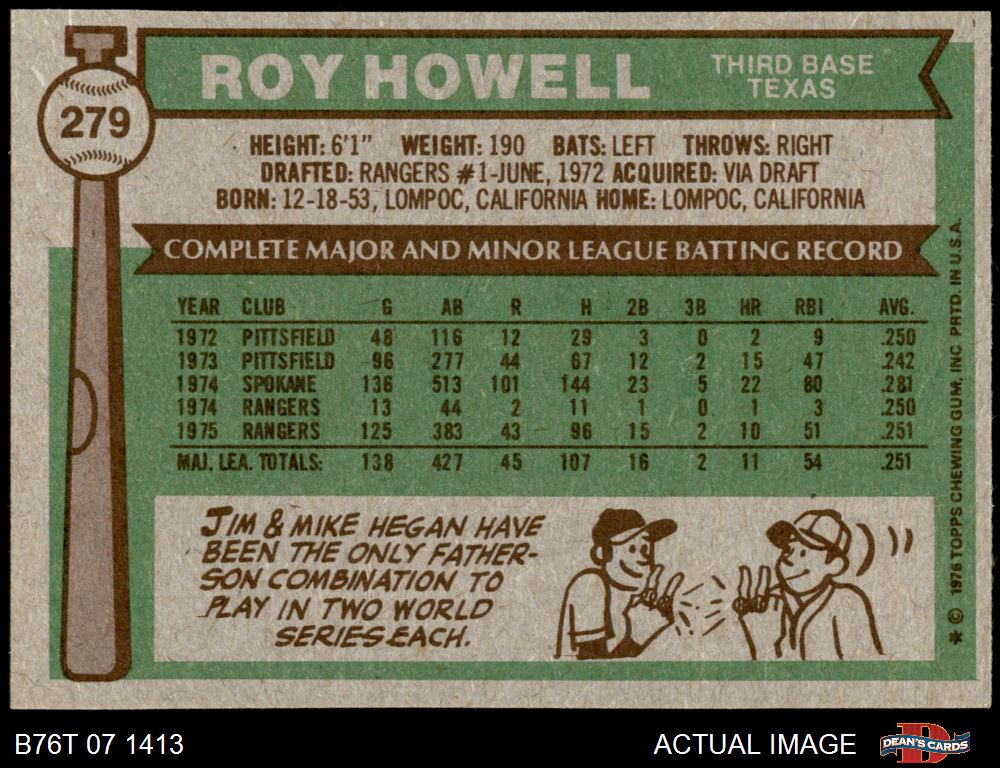 ROY HOWELL
THIRD BASE
TEXAS
279
HEIGHT: 6'1" WEIGHT: 190 BATS: LEFT THROWS: RIGHT
DRAFTED: RANGERS #1-JUNE, 1972 ACQUIRED: VIA DRAFT
BORN: 12-18-53, LOMPOC, CALIFORNIA HOME: LOMPOC, CALIFORNIA
COMPLETE MAJOR AND MINOR LEAGUE BATTING RECORD
YEAR CLUB G AB R H 2B 3B HR RBI AVG.
1972 PITTSFIELD 48 116 12 29 3 0 2 9 .250
1973 PITTSFIELD 96 277 44 67 12 2 15 47 .242
1974 SPOKANE 136 513 101 144 23 5 22 80 .281
1974 RANGERS 13 44 2 11 1 0 1 3 .250
1975 RANGERS 125 383 43 96 15 2 10 51 .251
MAJ. LEA. TOTALS: 138 427 45 107 16 2 11 54 .251
JIM & MIKE HEGAN HAVE
BEEN THE ONLY FATHER-
SON COMBINATION TO
PLAY IN TWO WORLD
SERIES EACH.
* © 1976 TOPPS CHEWING GUM, INC. PRTD. IN U.S.A.
B76T 07 1413
ACTUAL IMAGE
D
DEAN'S CARDS